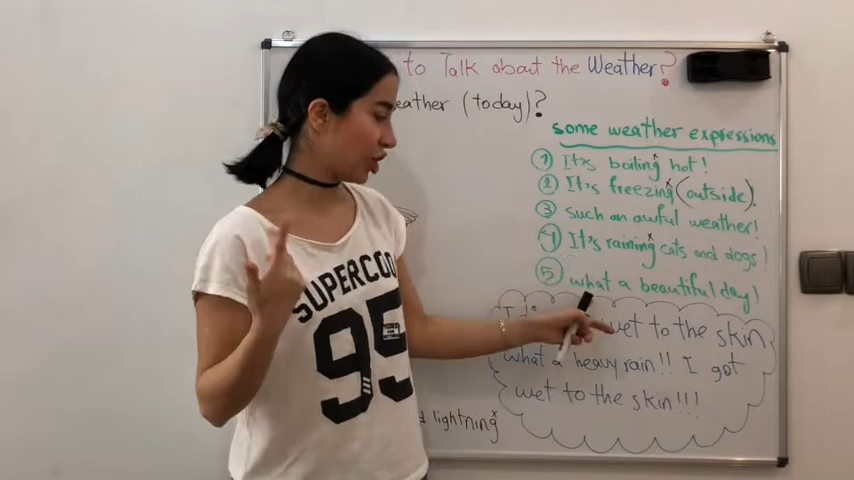 to Talk about the Weather?
eather (today)?
some weather expressions
1 It's boiling hot!
2 It's freezing (outside)!
3 such an awful weather!
4 It's raining cats and dogs!
5 what a beautiful day!
wet to the skin
what a heavy rain!! I got
wet to the skin!!!
lightning
SUPERCOOL
95
98